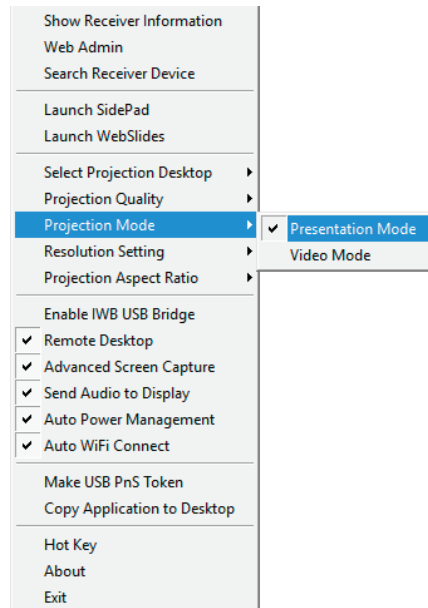 Show Receiver Information
Web Admin
Search Receiver Device
Launch SidePad
Launch WebSlides
Select Projection Desktop
Projection Quality
Projection Mode
Presentation Mode
Resolution Setting
Video Mode
Projection Aspect Ratio
Enable IWB USB Bridge
Remote Desktop
Advanced Screen Capture
Send Audio to Display
Auto Power Management
Auto WiFi Connect
Make USB PnS Token
Copy Application to Desktop
Hot Key
About
Exit